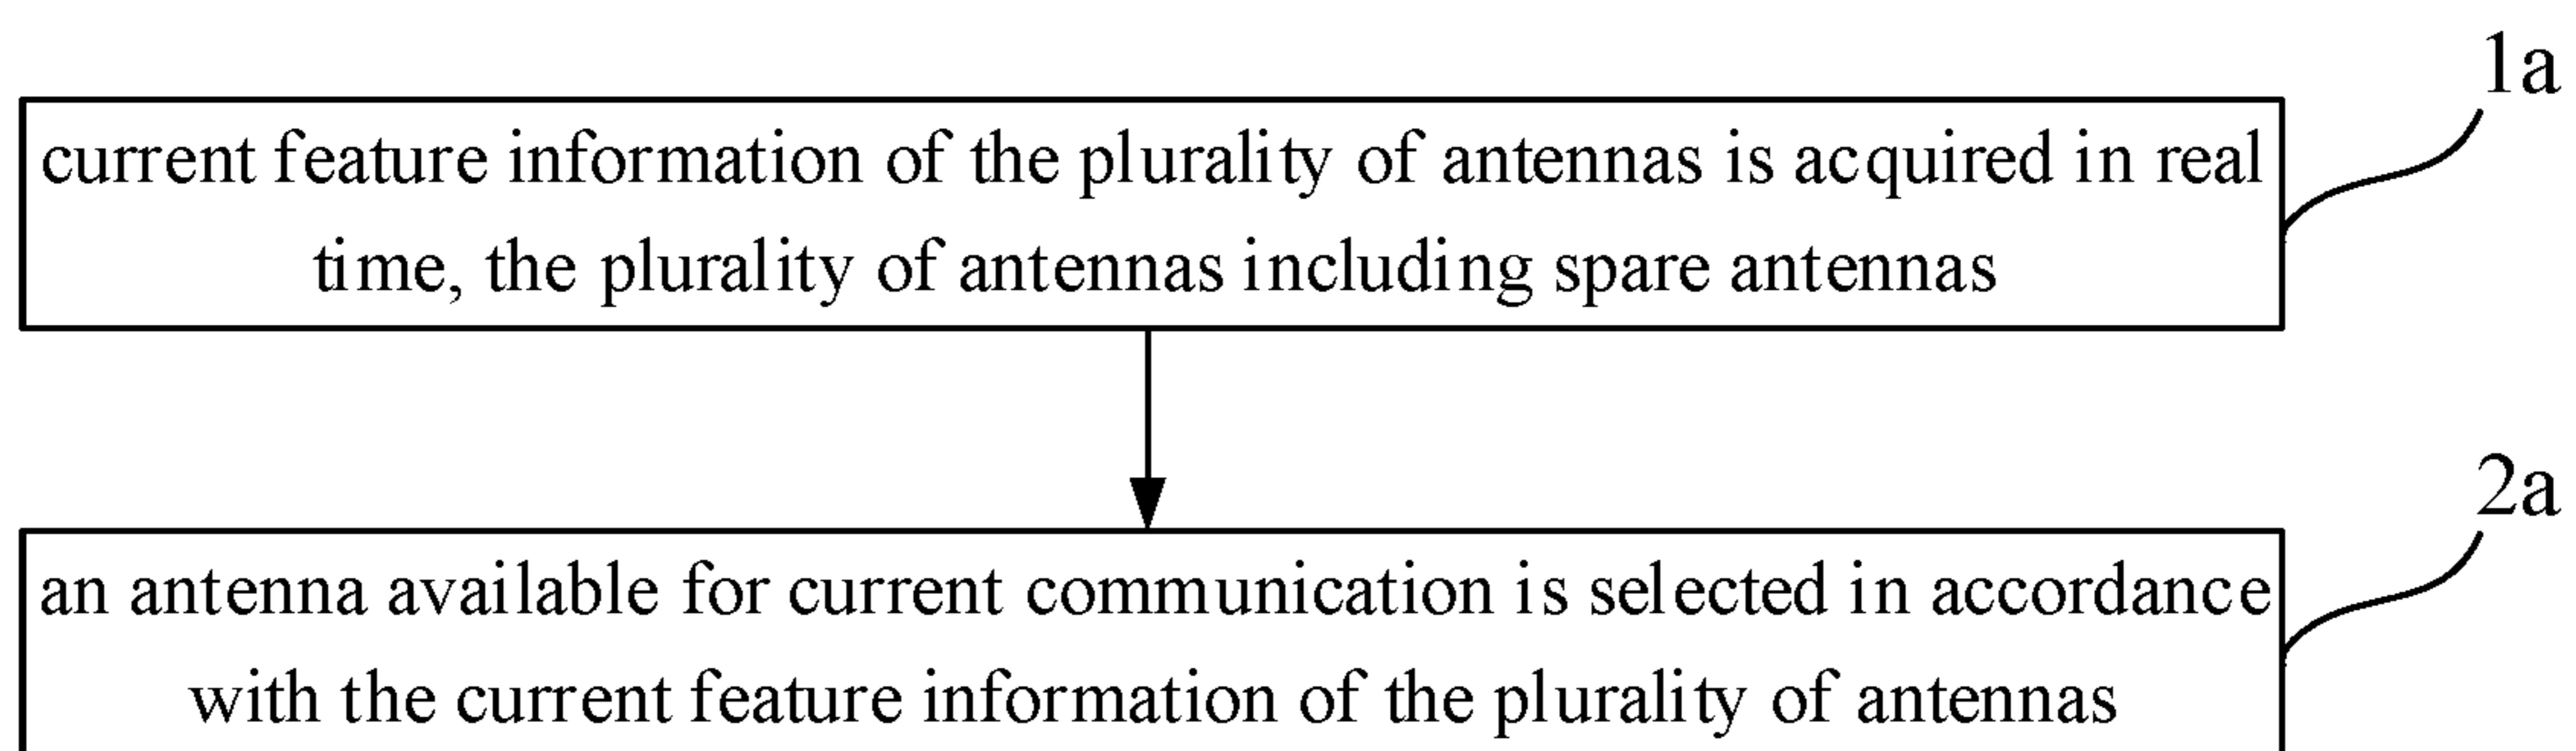 1a
current feature information of the plurality of antennas is acquired in real
time, the plurality of antennas including spare antennas
2a
an antenna available for current communication is selected in accordance
with the current feature information of the plurality of antennas